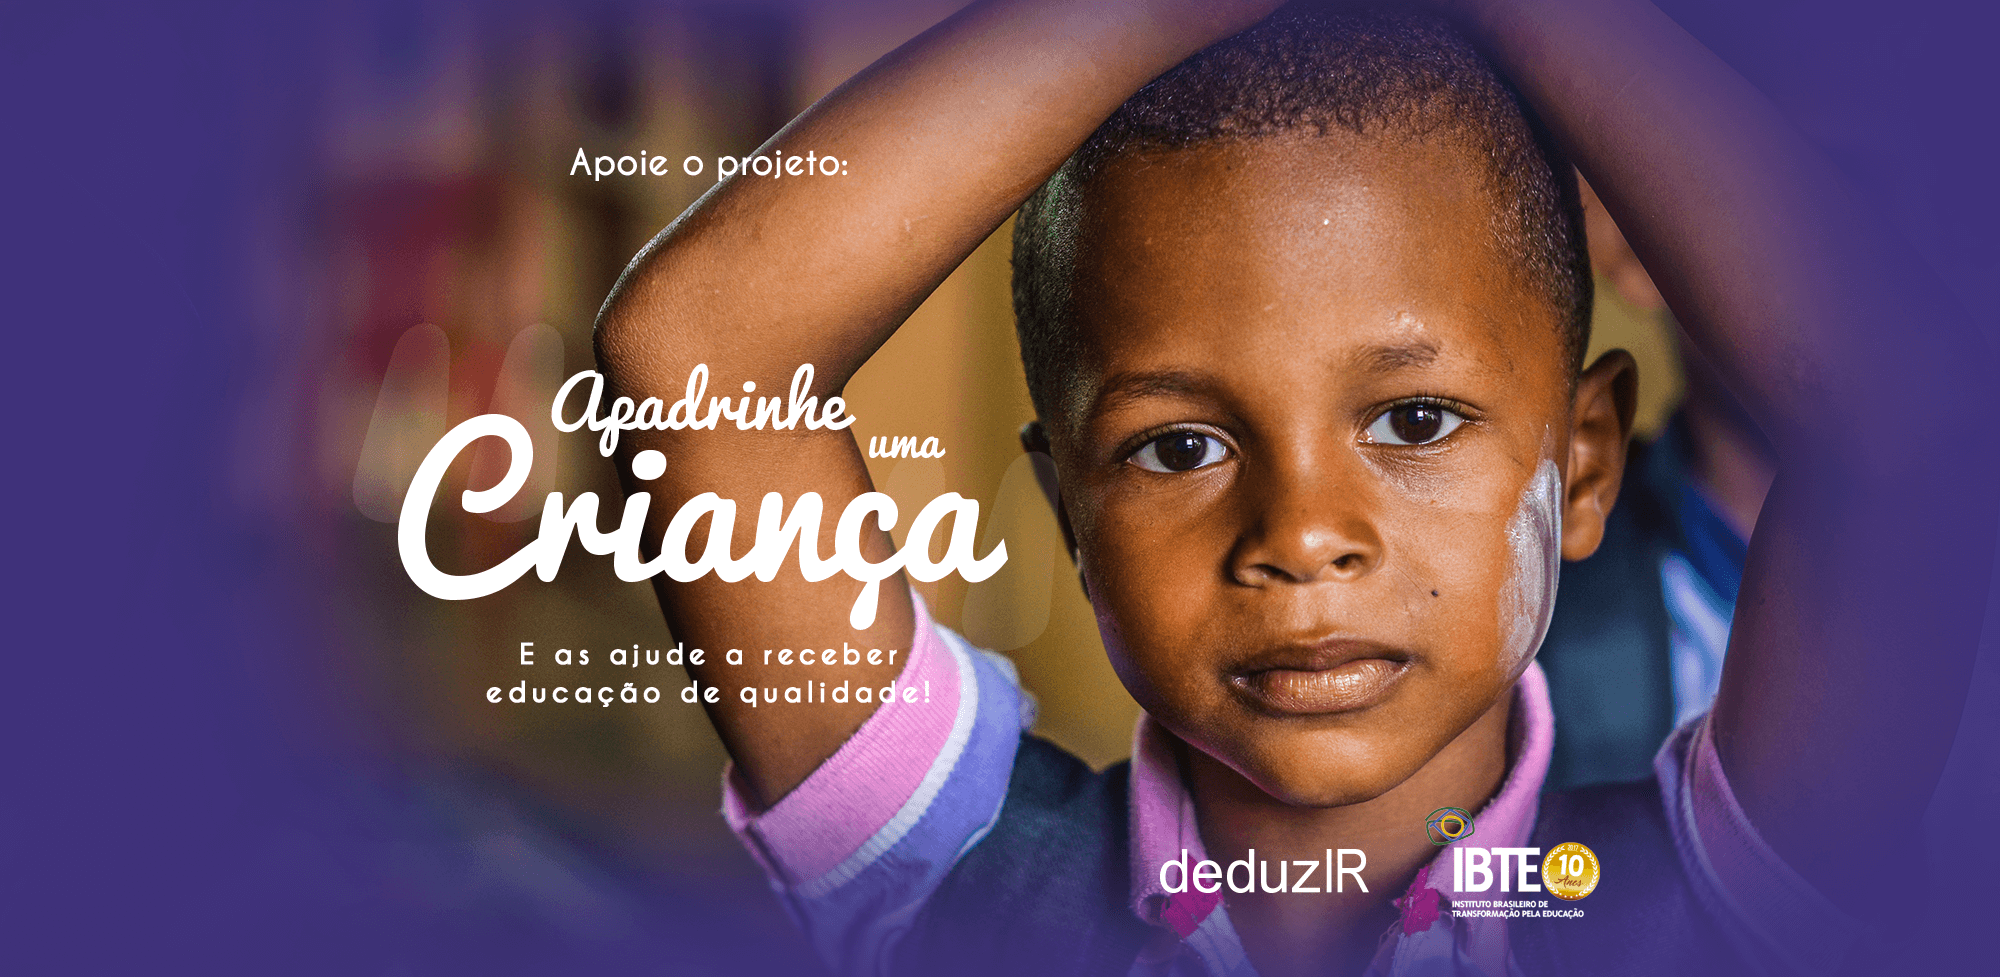 Apoie o projeto:
Apadrinhe
uma
Criança
E as ajude a receber
educação de qualidade!
deduzIR
IBTE
2017
10
Anos
INSTITUTO BRASILEIRO DE
TRANSFORMAÇÃO PELA EDUCAÇÃO